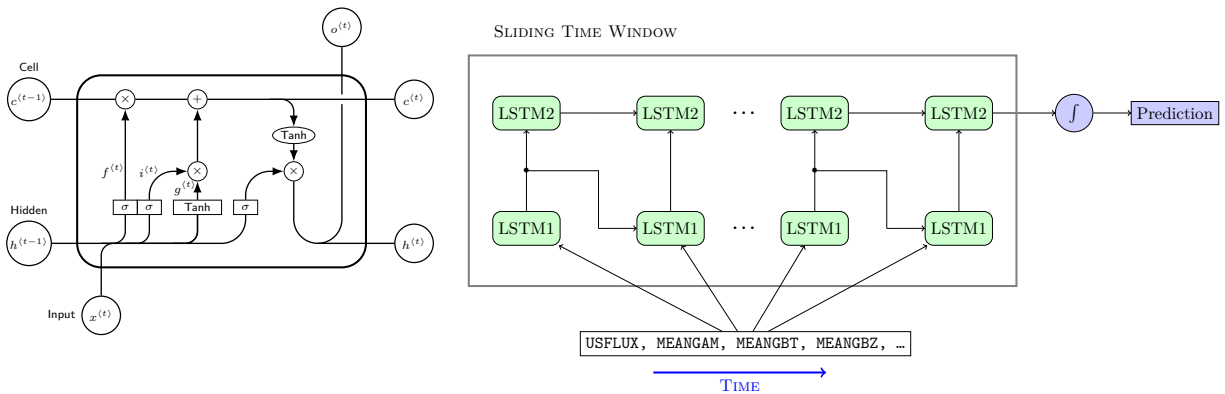 o⟨t⟩
Cell
c⟨t−1⟩
×
+
c⟨t⟩
Tanh
f⟨t⟩
i⟨t⟩
×
×
g⟨t⟩
σ
σ
Tanh
σ
Hidden
h⟨t−1⟩
h⟨t⟩
Input
x⟨t⟩
SLIDING TIME WINDOW
LSTM2 LSTM2 ··· LSTM2 LSTM2 ∫ Prediction
LSTM1 LSTM1 ··· LSTM1 LSTM1
USFLUX, MEANGAM, MEANGBT, MEANGBZ, …
TIME